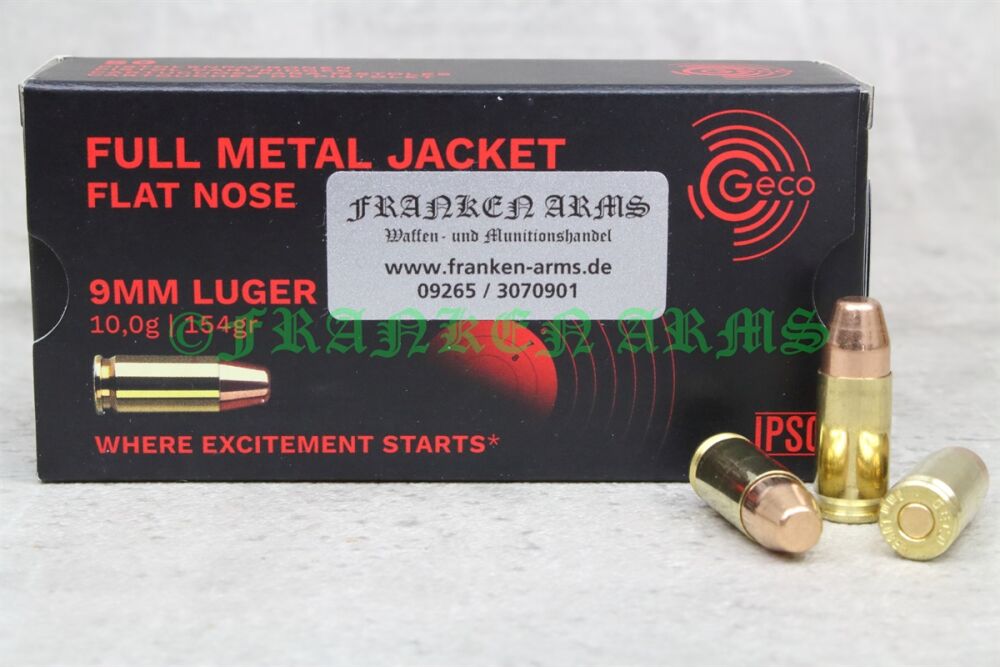 FULL METAL JACKET
FLAT NOSE
Geco
FRANKEN ARMS
Waffen- und Munitionshandel
www.franken-arms.de
09265 / 3070901
9MM LUGER
10,0g | 154gr
©FRANKEN ARMS
WHERE EXCITEMENT STARTS*
IPSC
GECO